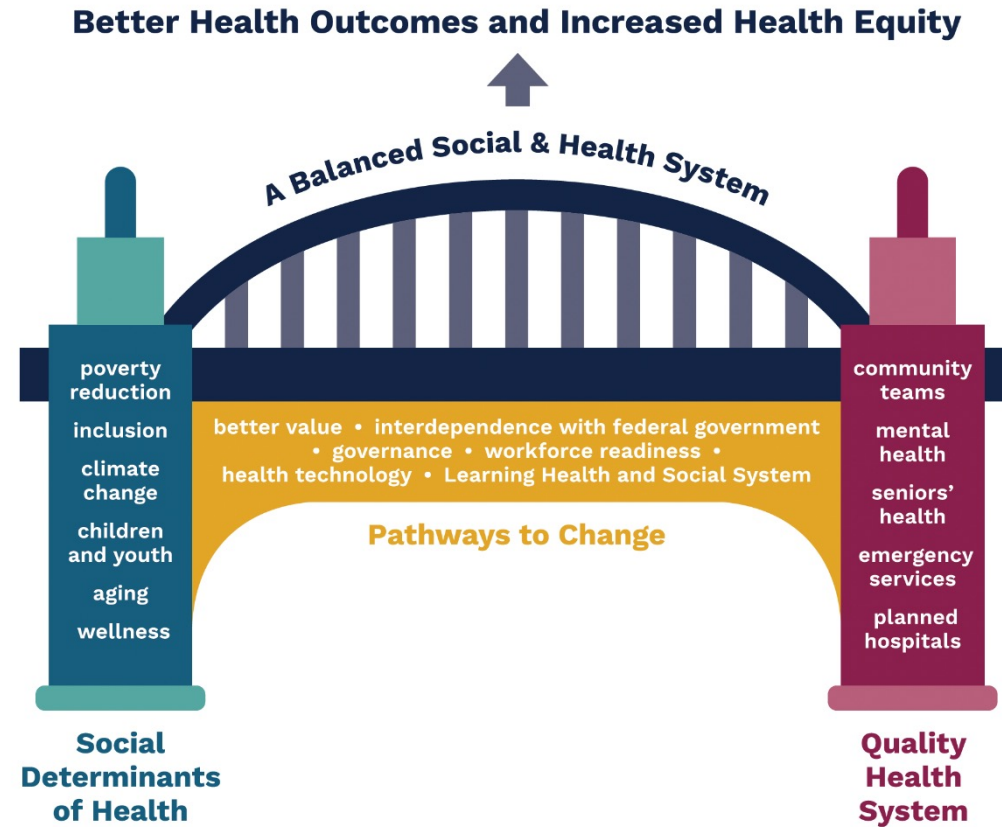 Better Health Outcomes and Increased Health Equity
A Balanced Social & Health System
poverty
reduction
inclusion
climate
change
children
and youth
aging
wellness
better value • interdependence with federal government
• governance • workforce readiness •
health technology • Learning Health and Social System
Pathways to Change
community
teams
mental
health
seniors’
health
emergency
services
planned
hospitals
Social
Determinants
of Health
Quality
Health
System